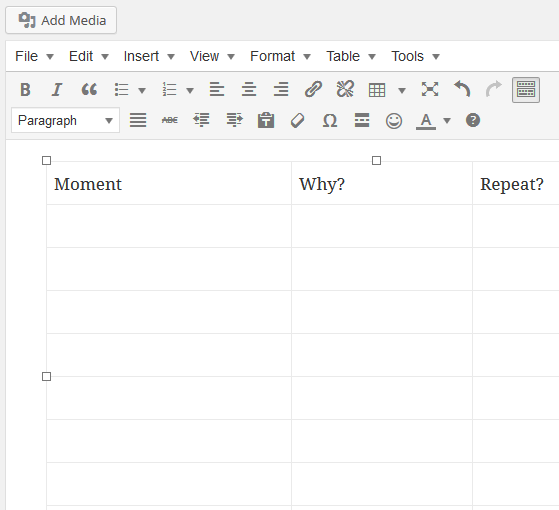 Add Media
File Edit Insert View Format Table Tools
B I
Paragraph ABC T Ω A ?
Moment Why? Repeat?